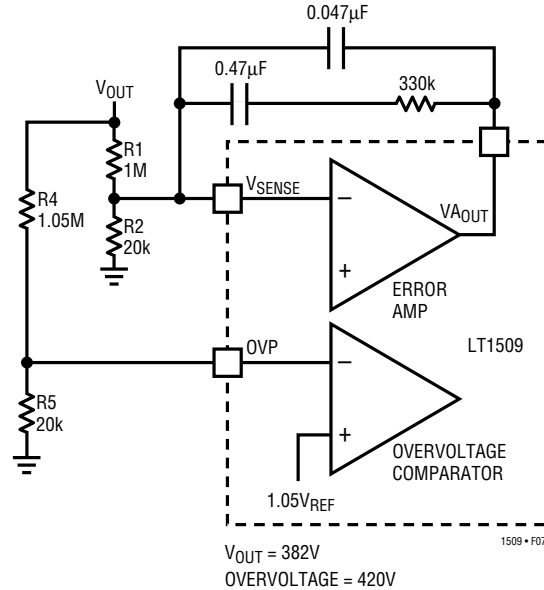 0.047μF
0.47μF
330k
VOUT
R1
1M
R4
1.05M
R2
20k
VSENSE
−
VAOUT
+
ERROR
AMP
LT1509
OVP
−
R5
20k
+
OVERVOLTAGE
COMPARATOR
1.05VREF
1509 • F07
VOUT = 382V
OVERVOLTAGE = 420V